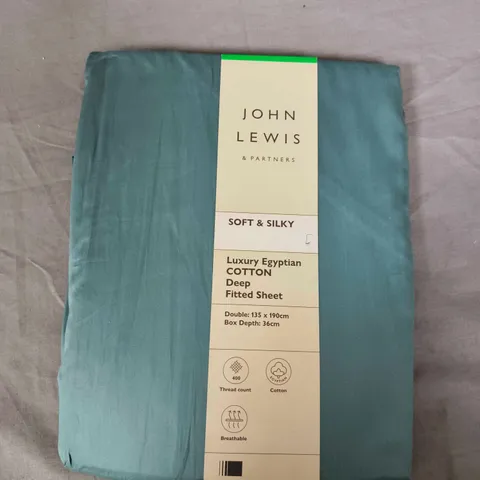 JOHN
LEWIS
& PARTNERS
SOFT & SILKY
Luxury Egyptian
COTTON
Deep
Fitted Sheet
Double: 135 x 190cm
Box Depth: 36cm
400
Thread count
Cotton
Breathable